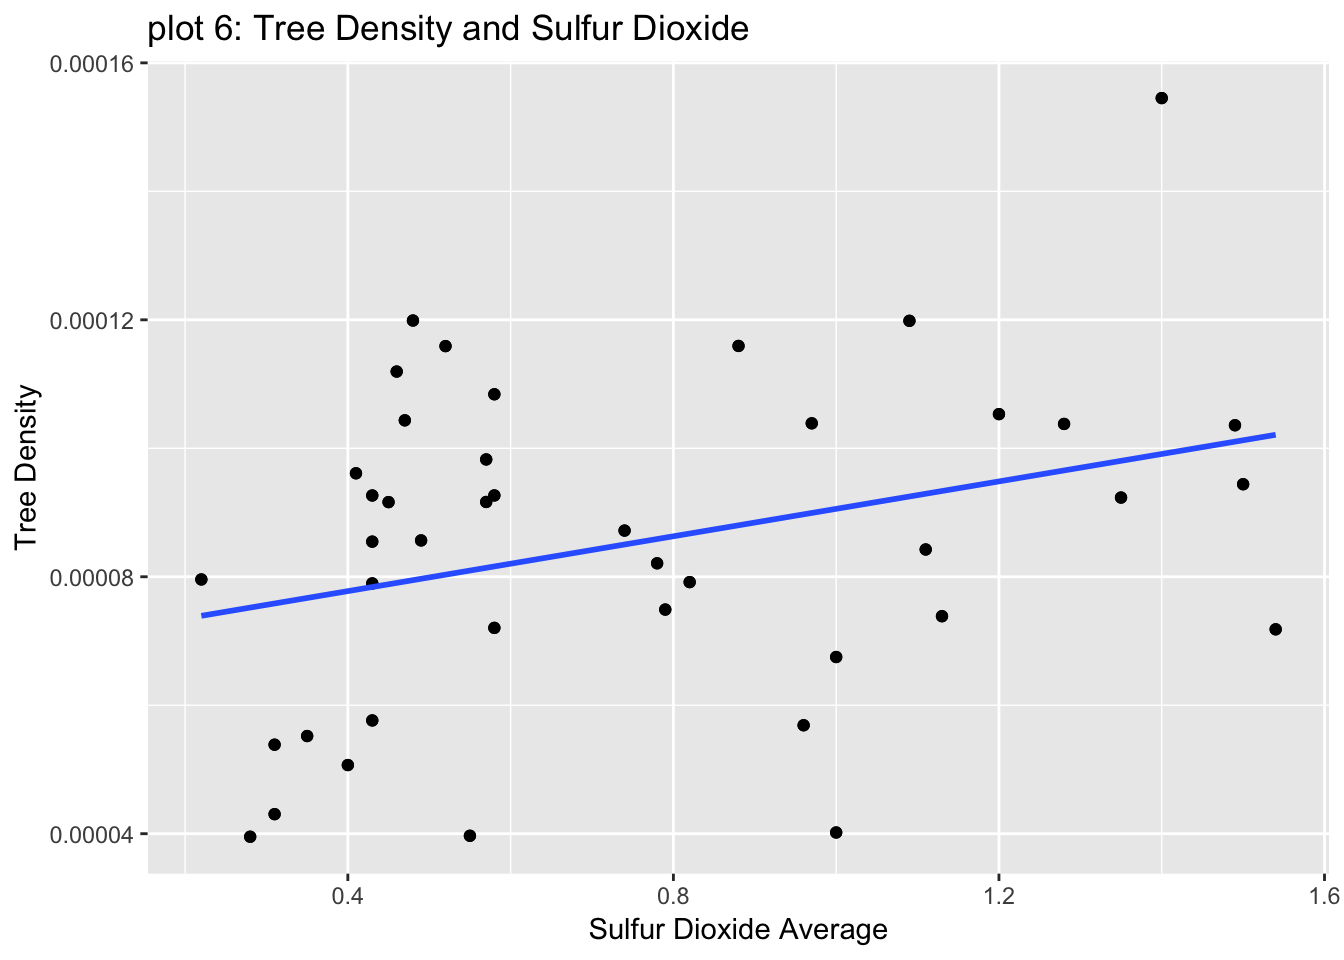 plot 6: Tree Density and Sulfur Dioxide
0.00016
0.00012
0.00008
0.00004
Tree Density
0.4
0.8
1.2
1.6
Sulfur Dioxide Average